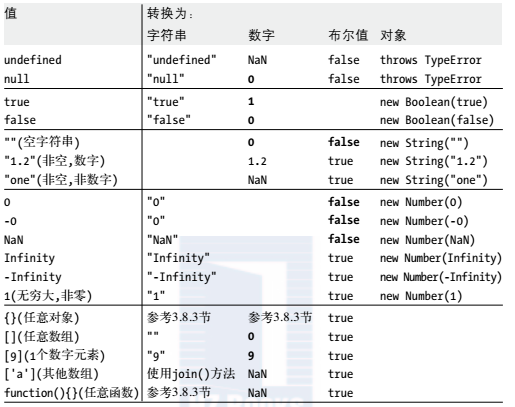 值 转换为:
字符串 数字 布尔值 对象
undefined "undefined" NaN false throws TypeError
null "null" 0 false throws TypeError
true "true" 1 new Boolean(true)
false "false" 0 new Boolean(false)
""(空字符串) 0 false new String("")
"1.2"(非空,数字) 1.2 true new String("1.2")
"one"(非空,非数字) NaN true new String("one")
0 "0" false new Number(0)
-0 "0" false new Number(-0)
NaN "NaN" false new Number(NaN)
Infinity "Infinity" true new Number(Infinity)
-Infinity "-Infinity" true new Number(-Infinity)
1(无穷大,非零) "1" true new Number(1)
{}(任意对象) 参考3.8.3节 参考3.8.3节 true
[](任意数组) "" 0 true
[9](1个数字元素) "9" 9 true
['a'](其他数组) 使用join()方法 NaN true
function(){}(任意函数) 参考3.8.3节 NaN true